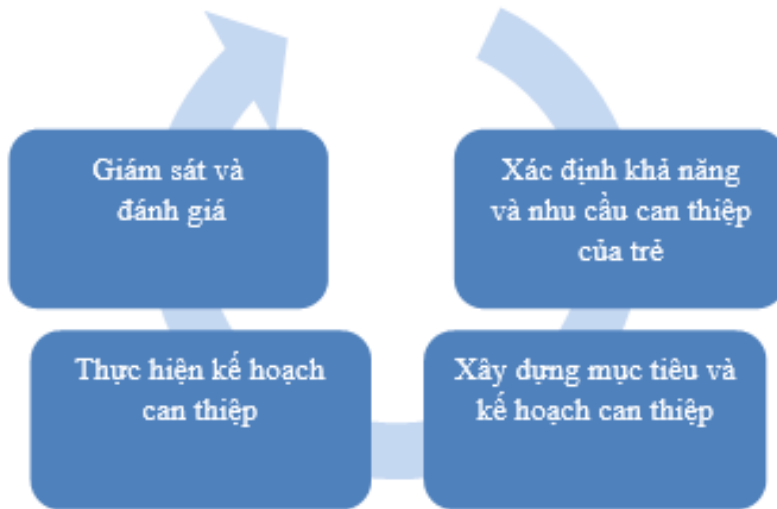 Giám sát và
đánh giá
Xác định khả năng
và nhu cầu can thiệp
của trẻ
Thực hiện kế hoạch
can thiệp
Xây dựng mục tiêu và
kế hoạch can thiệp